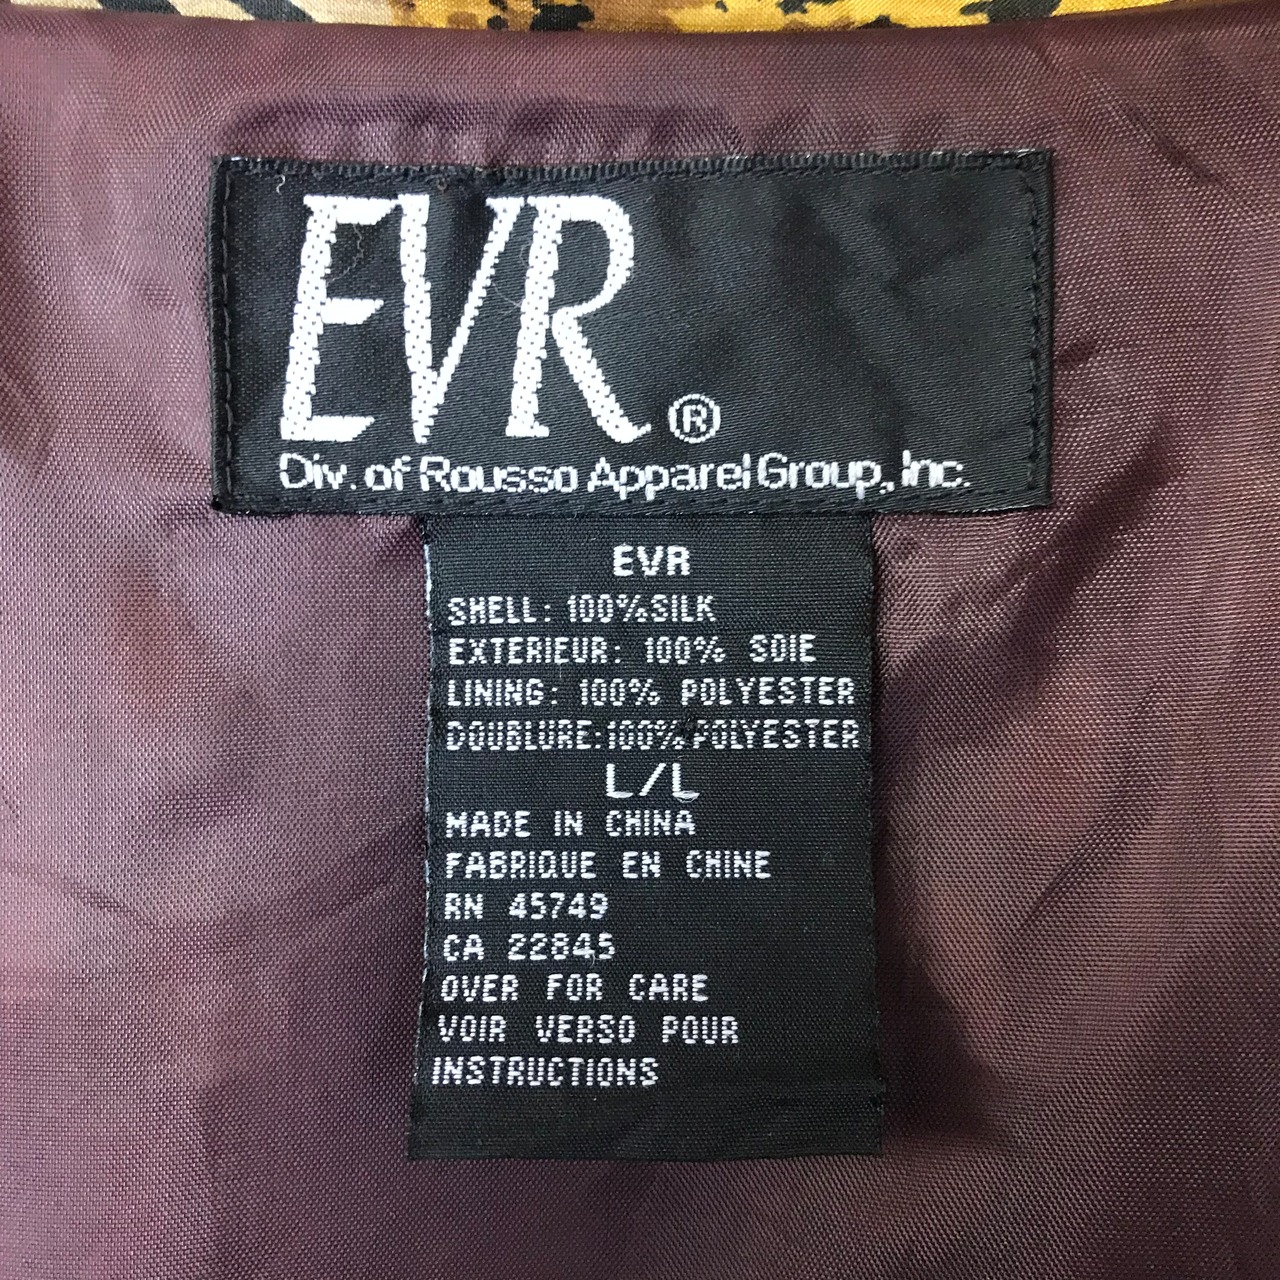 EVR®
Div. of Rousso Apparel Group, Inc.
EVR
SHELL: 100%SILK
EXTERIEUR: 100% SOIE
LINING: 100% POLYESTER
DOUBLURE:100% POLYESTER
L/L
MADE IN CHINA
FABRIQUE EN CHINE
RN 45749
CA 22845
OVER FOR CARE
VOIR VERSO POUR
INSTRUCTIONS